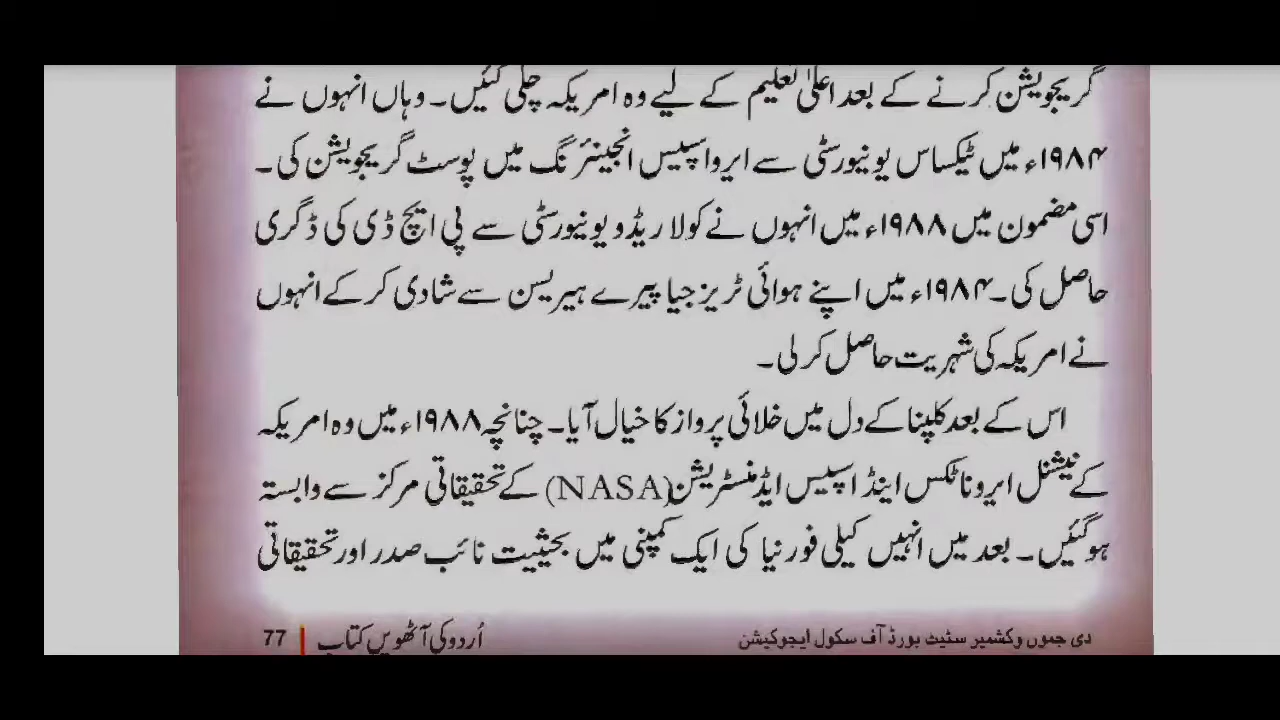 گریجویشن کرنے کے بعد اعلیٰ تعلیم کے لیے وہ امریکہ چلی گئیں۔ وہاں انہوں نے
۱۹۸۴ء میں ٹیکساس یونیورسٹی سے ایرواسپیس انجینئرنگ میں پوسٹ گریجویشن کی۔
اسی مضمون میں ۱۹۸۸ء میں انہوں نے کولا ریڈو یونیورسٹی سے پی ایچ ڈی کی ڈگری
حاصل کی۔ ۱۹۸۴ء میں اپنے ہوائی ٹریز جیا پیرے ہیریسن سے شادی کر کے انہوں
نے امریکہ کی شہریت حاصل کر لی۔
اس کے بعد کلپنا کے دل میں خلائی پرواز کا خیال آیا۔ چنانچہ ۱۹۸۸ء میں وہ امریکہ
کے نیشنل ایروناٹکس اینڈ اسپیس ایڈمنسٹریشن (NASA) کے تحقیقاتی مرکز سے وابستہ
ہوگئیں۔ بعد میں انہیں کیلی فورنیا کی ایک کمپنی میں بحیثیت نائب صدر اور تحقیقاتی
دی جموں و کشمیر سٹیٹ بورڈ آف سکول ایجوکیشن
اُردو کی آٹھویں کتاب | 77